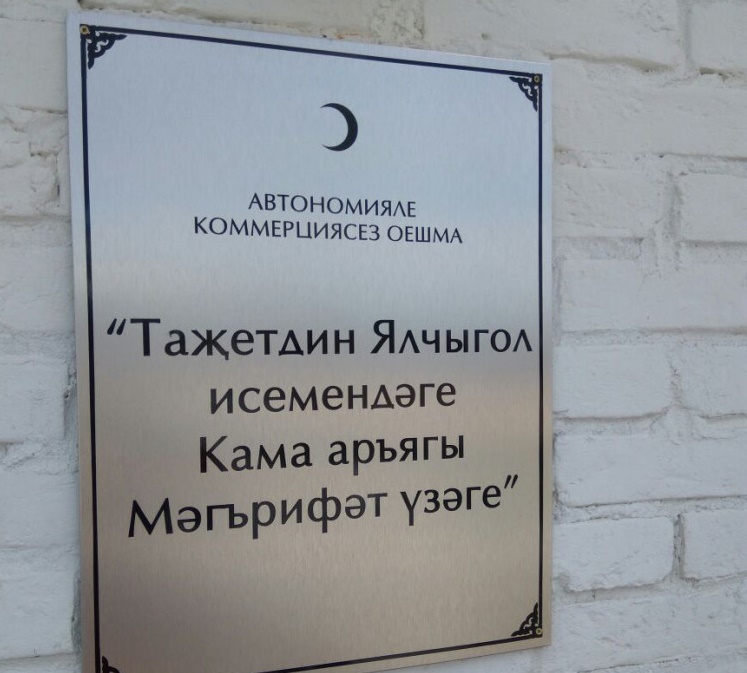 АВТОНОМИЯЛЕ
КОММЕРЦИЯСЕЗ ОЕШМА
“Таҗетдин Ялчыгол
исемендәге
Кама аръягы
Мәгърифәт үзәге”